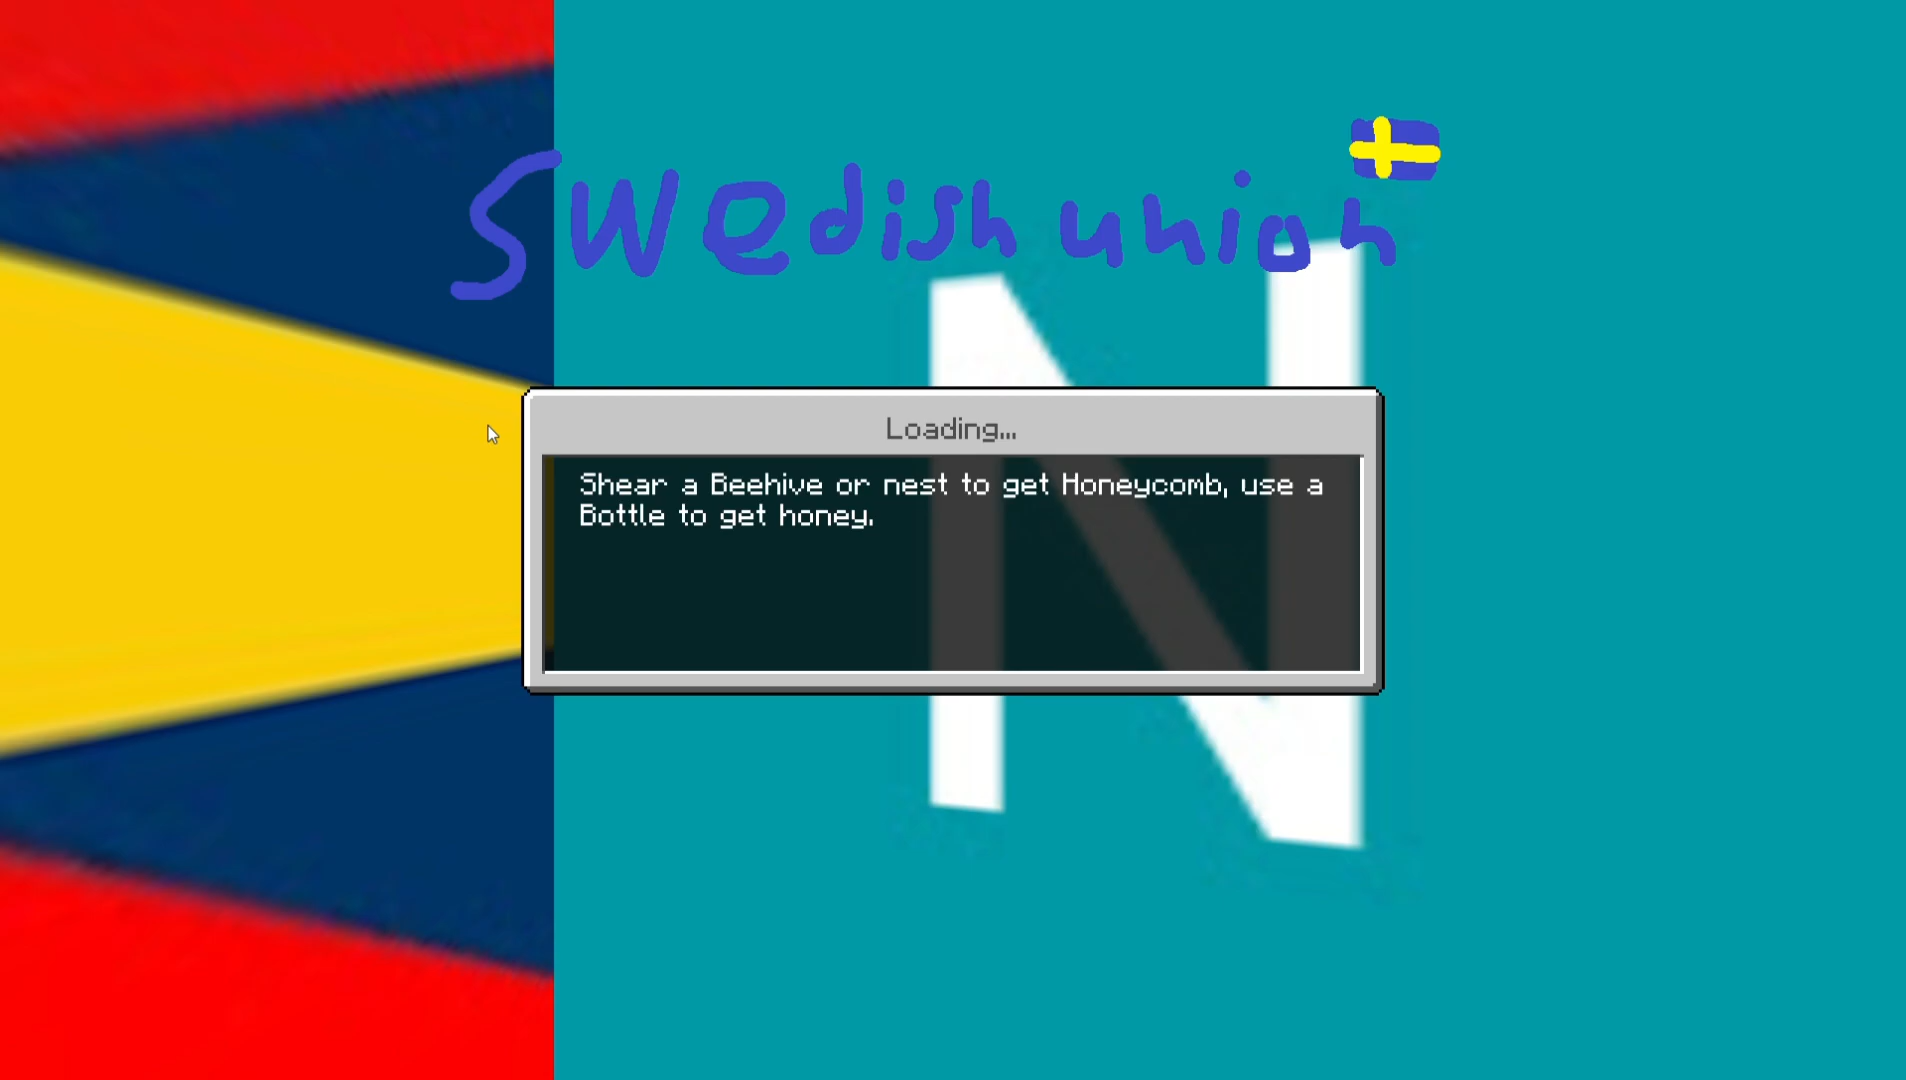 Swedish union
N
Loading...
Shear a Beehive or nest to get Honeycomb, use a
Bottle to get honey.